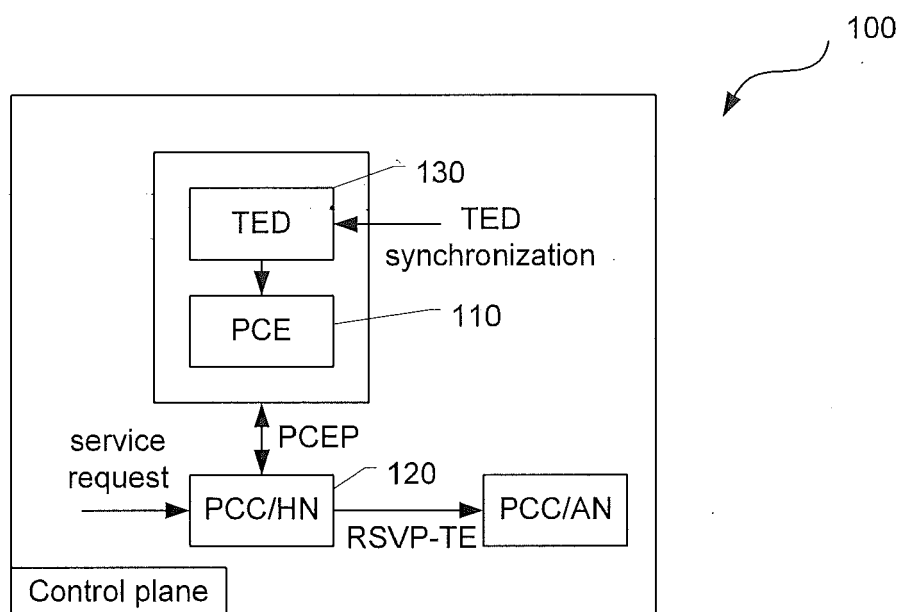 100
130
TED
TED
synchronization
PCE
110
PCEP
service
request
120
PCC/HN
PCC/AN
RSVP-TE
Control plane